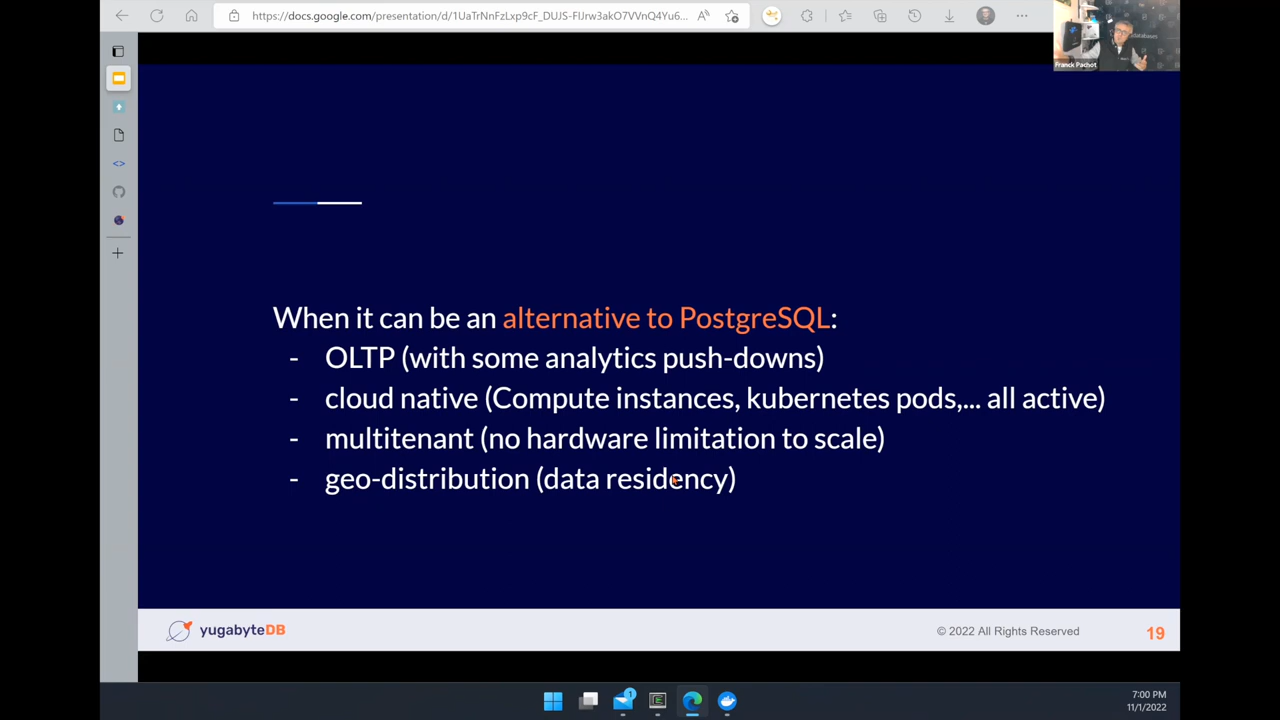 https://docs.google.com/presentation/d/1UaTrNnFzLxp9cF_DUJS-FIJrw3akO7VVnQ4Yu6...
Franck Pachot
When it can be an alternative to PostgreSQL:
- OLTP (with some analytics push-downs)
- cloud native (Compute instances, kubernetes pods,... all active)
- multitenant (no hardware limitation to scale)
- geo-distribution (data residency)
yugabyteDB
© 2022 All Rights Reserved
19
1
7:00 PM
11/1/2022